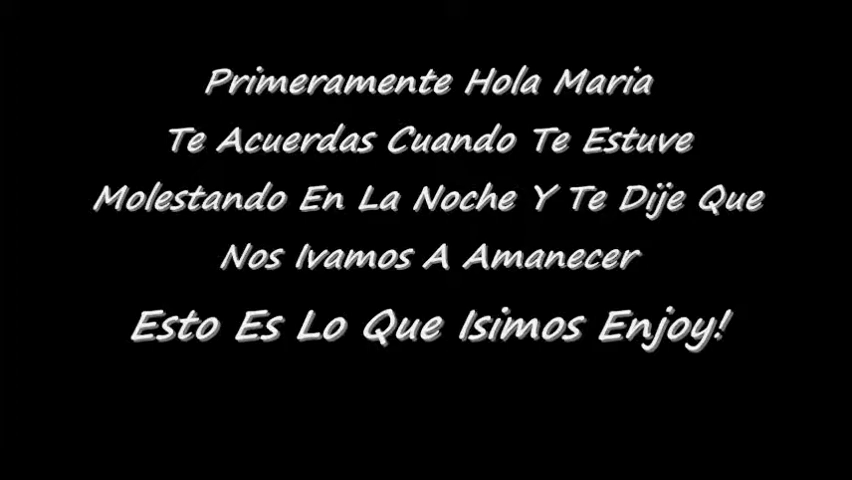 Primeramente Hola Maria
Te Acuerdas Cuando Te Estuve
Molestando En La Noche Y Te Dije Que
Nos Ivamos A Amanecer
Esto Es Lo Que Isimos Enjoy!